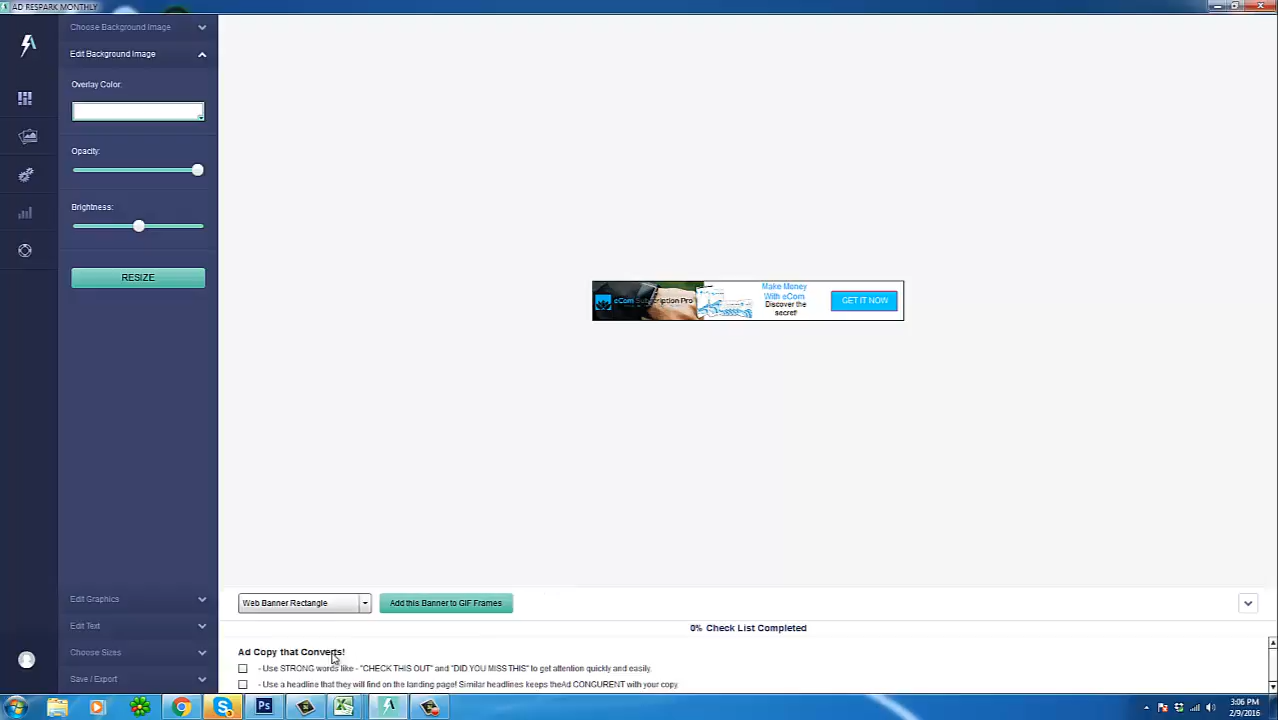 AD RESPARK MONTHLY
Choose Background Image
Edit Background Image
Overlay Color:
Opacity:
Brightness:
RESIZE
eCom Subscription Pro
Make Money
With eCom
Discover the
secret!
GET IT NOW
Edit Graphics
Edit Text
Choose Sizes
Save / Export
Web Banner Rectangle
Add this Banner to GIF Frames
0% Check List Completed
Ad Copy that Converts!
- Use STRONG words like - "CHECK THIS OUT" and "DID YOU MISS THIS" to get attention quickly and easily.
- Use a headline that they will find on the landing page! Similar headlines keeps theAd CONGURENT with your copy.
Ps
3:06 PM
2/9/2016